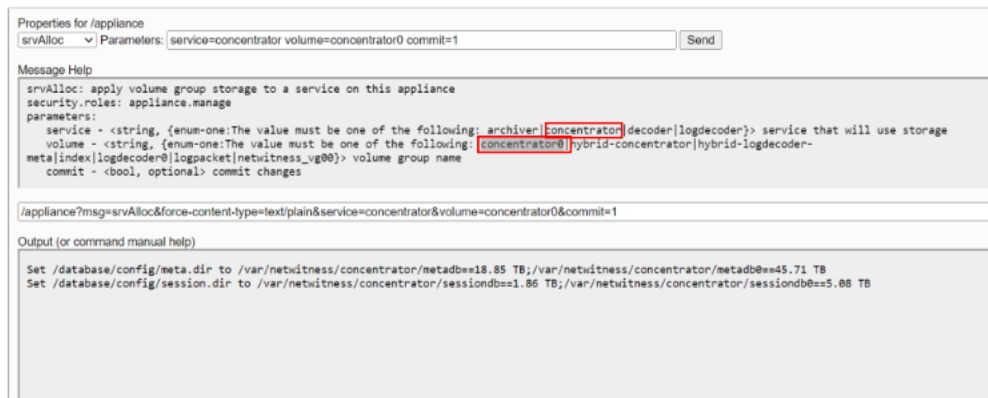 Properties for /appliance
srvAlloc Parameters: service=concentrator volume=concentrator0 commit=1 Send
Message Help
srvAlloc: apply volume group storage to a service on this appliance
security.roles: appliance.manage
parameters:
service - <string, {enum-one:The value must be one of the following: archiver|concentrator|decoder|logdecoder}> service that will use storage
volume - <string, {enum-one:The value must be one of the following: concentrator0|hybrid-concentrator|hybrid-logdecoder-
meta|index|logdecoder0|logpacket|netwitness_vg00}> volume group name
commit - <bool, optional> commit changes
/appliance?msg=srvAlloc&force-content-type=text/plain&service=concentrator&volume=concentrator0&commit=1
Output (or command manual help)
Set /database/config/meta.dir to /var/netwitness/concentrator/metadb==18.85 TB;/var/netwitness/concentrator/metadb0==45.71 TB
Set /database/config/session.dir to /var/netwitness/concentrator/sessiondb==1.86 TB;/var/netwitness/concentrator/sessiondb0==5.08 TB